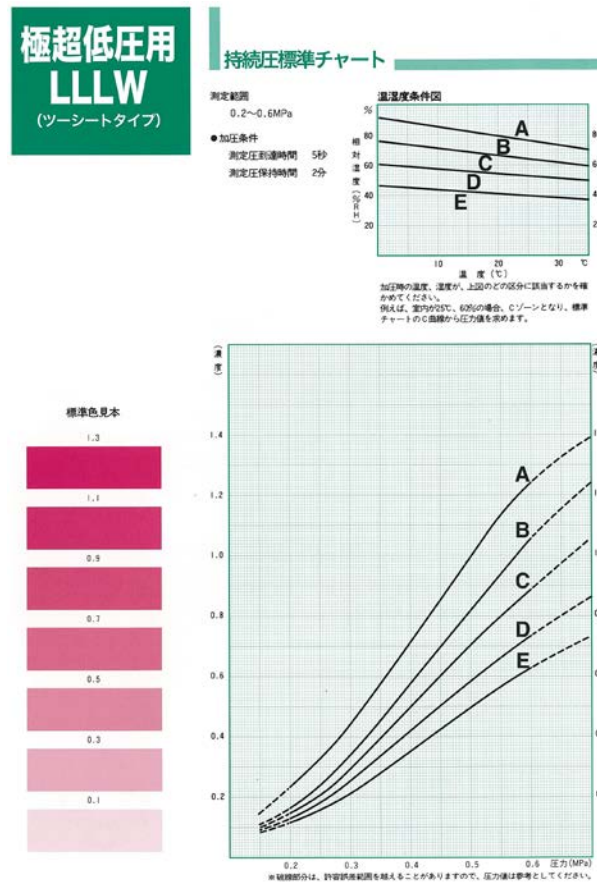 極超低圧用
LLLW
(ツーシートタイプ)
持続圧標準チャート
測定範囲
0.2~0.6MPa
●加圧条件
測定圧到達時間 5秒
測定圧保持時間 2分
温湿度条件図
%
80
60
40
20
相対湿度(%RH)
A
B
C
D
E
10
20
30
℃
温度(℃)
加圧時の温度、湿度が、上図のどの区分に該当するかを確
かめてください。
例えば、室内が25℃、60%の場合、Cゾーンとなり、標準
チャートのC曲線から圧力値を求めます。
標準色見本
1.3
1.1
0.9
0.7
0.5
0.3
0.1
(濃度)
1.4
1.2
1.0
0.8
0.6
0.4
0.2
A
B
C
D
E
0.2
0.3
0.4
0.5
0.6
圧力(MPa)
※破線部分は、許容誤差範囲を越えることがありますので、圧力値は参考としてください。